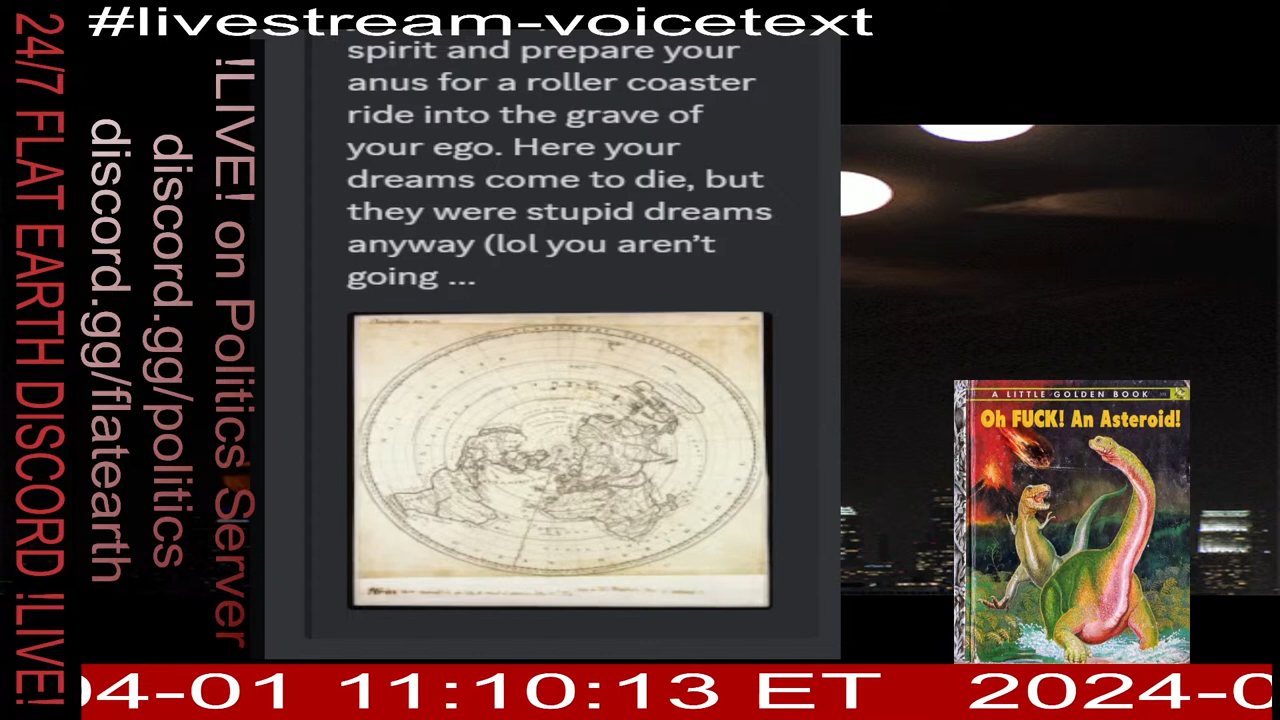 #livestream-voicetext
24/7 FLAT EARTH DISCORD !LIVE!
discord.gg/flatearth
discord.gg/politics
!LIVE! on Politics Server
spirit and prepare your
anus for a roller coaster
ride into the grave of
your ego. Here your
dreams come to die, but
they were stupid dreams
anyway (lol you aren't
going ...
A LITTLE GOLDEN BOOK
Oh FUCK! An Asteroid!
04-01 11:10:13 ET 2024-0